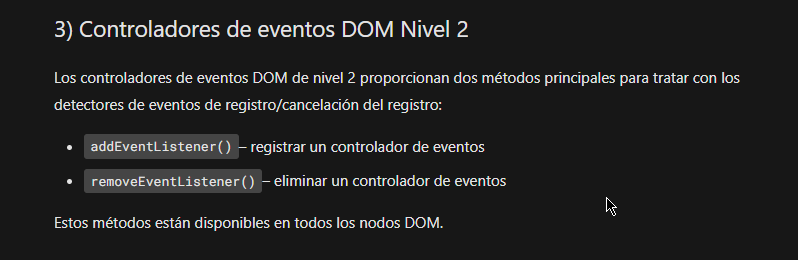 3) Controladores de eventos DOM Nivel 2
Los controladores de eventos DOM de nivel 2 proporcionan dos métodos principales para tratar con los
detectores de eventos de registro/cancelación del registro:
• addEventListener() – registrar un controlador de eventos
• removeEventListener() – eliminar un controlador de eventos
Estos métodos están disponibles en todos los nodos DOM.